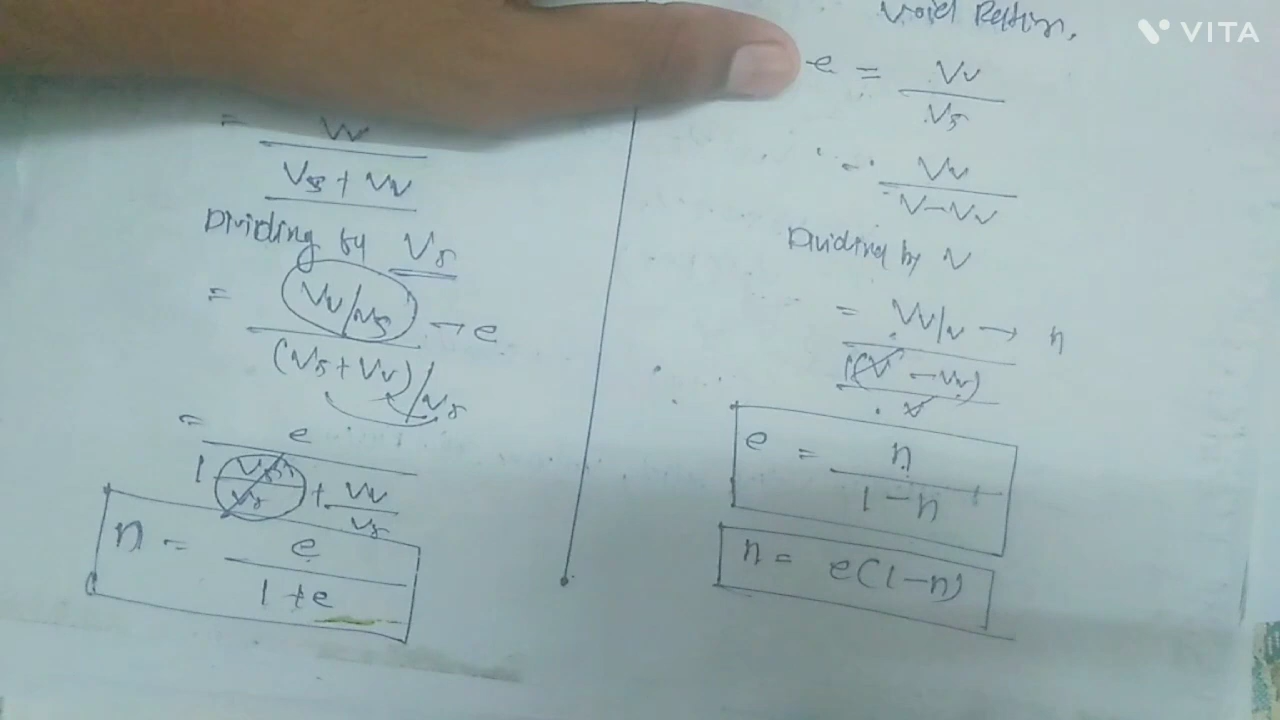 = Vv
Vs + Vv
Dividing by Vs
= Vv/Vs → e
(Vs + Vv)/Vs
= e
1 Vs/Vs + Vv/Vs
n = e
1 + e
Void Ration.
e = Vv
Vs
= Vv
V - Vv
Dividing by V
= Vv/v → n
(V - Vv)
v
e = n
1 - n
n = e(1-n)
VITA